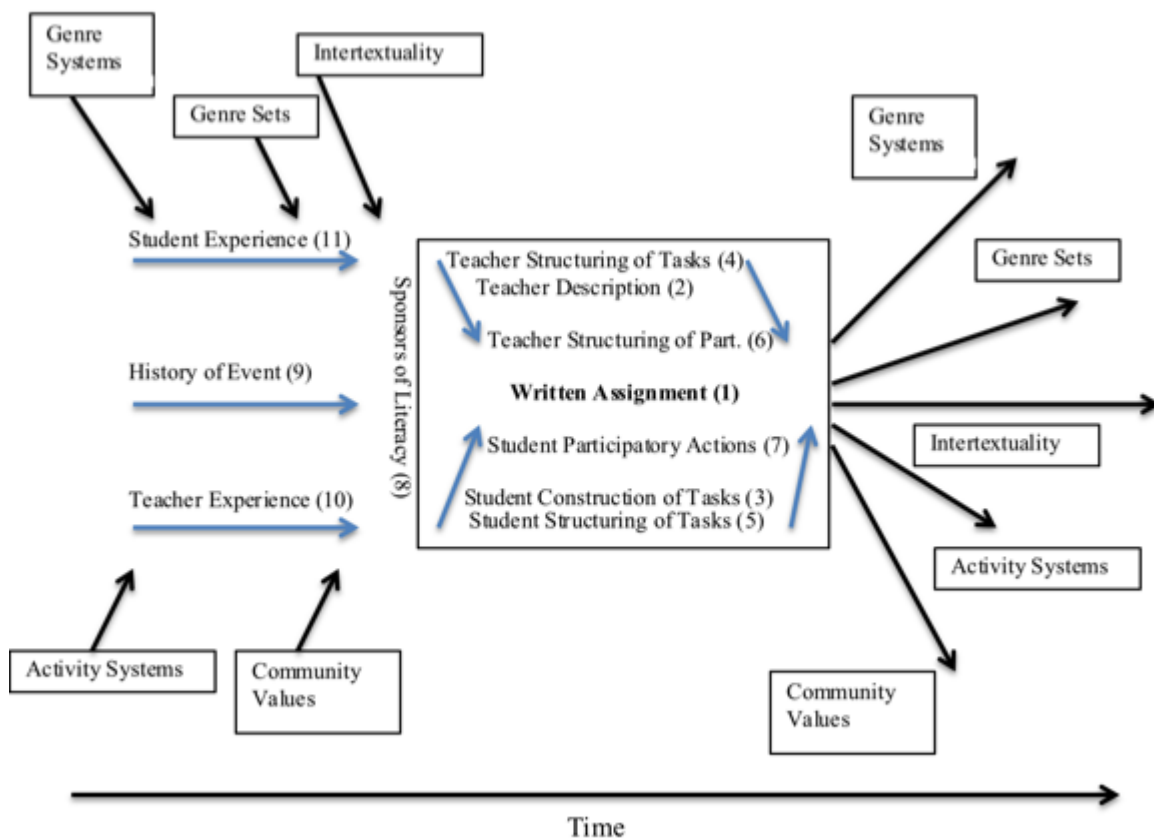 Genre
Systems
Genre Sets
Intertextuality
Student Experience (11)
History of Event (9)
Teacher Experience (10)
Activity Systems
Community
Values
Sponsors of Literacy (8)
Teacher Structuring of Tasks (4)
Teacher Description (2)
Teacher Structuring of Part. (6)
Written Assignment (1)
Student Participatory Actions (7)
Student Construction of Tasks (3)
Student Structuring of Tasks (5)
Genre
Systems
Genre Sets
Intertextuality
Activity Systems
Community
Values
Time